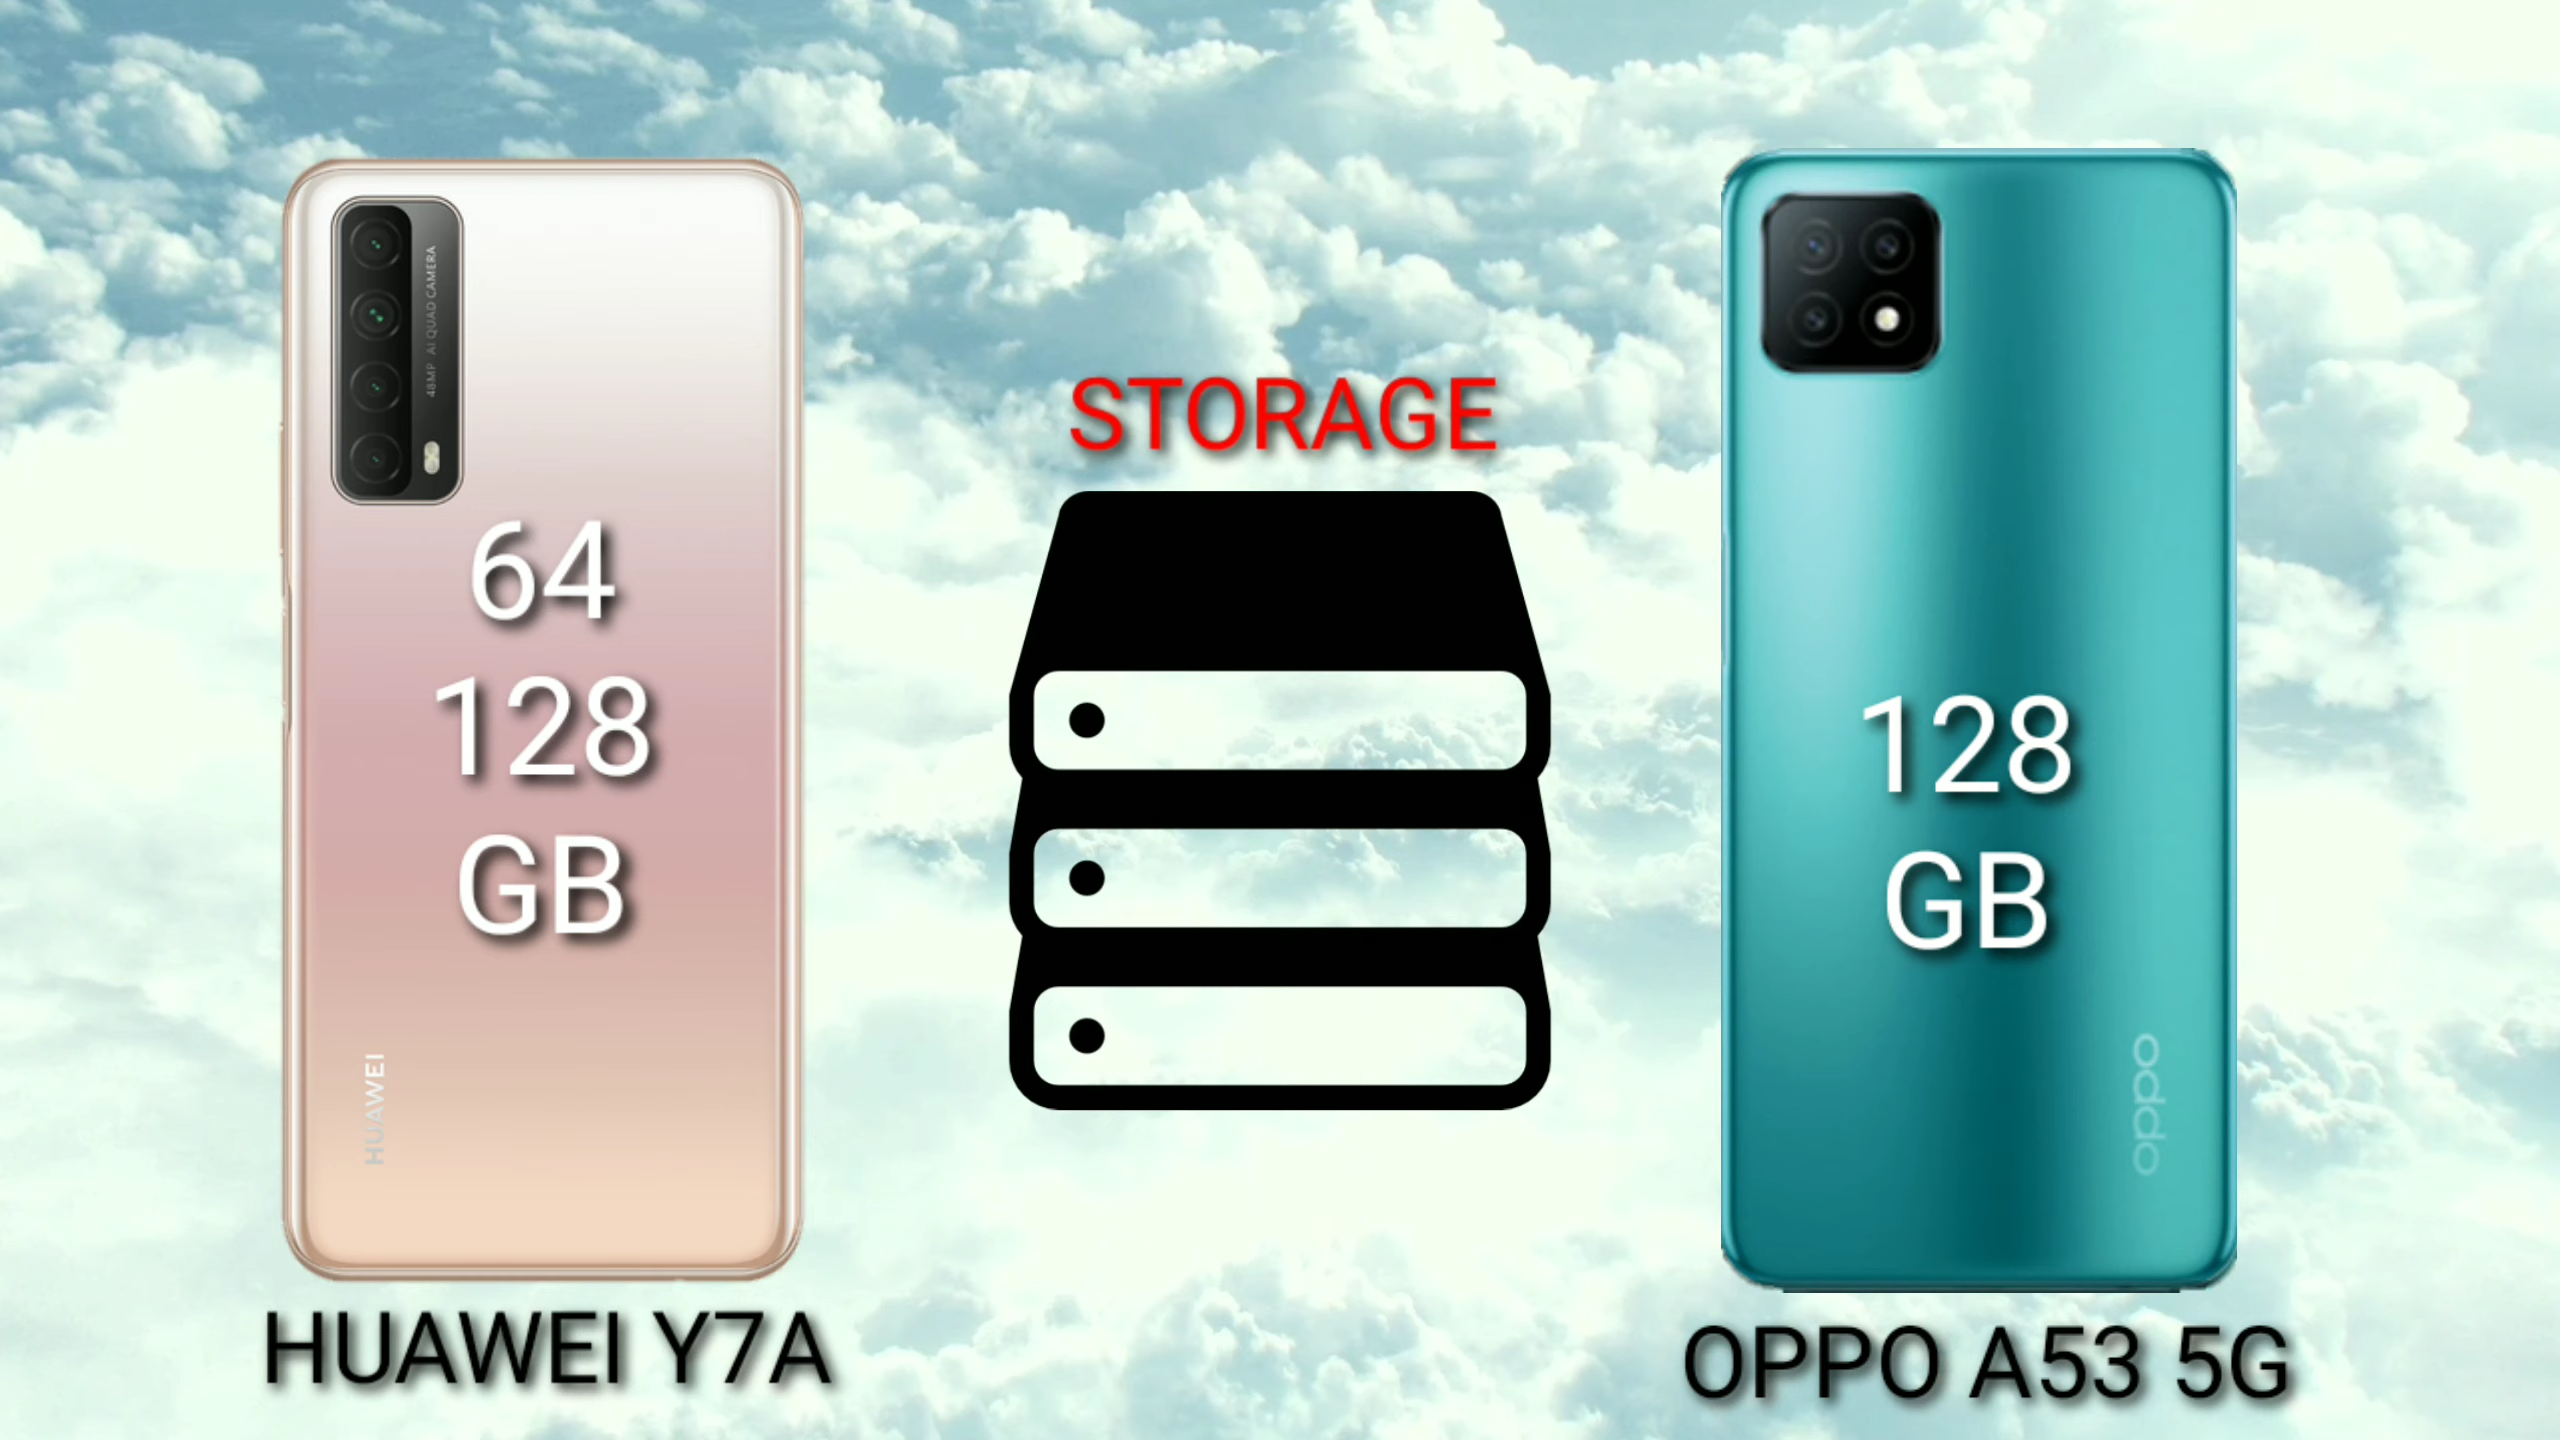 48MP AI QUAD CAMERA
64
128
GB
HUAWEI
HUAWEI Y7A
STORAGE
128
GB
oppo
OPPO A53 5G